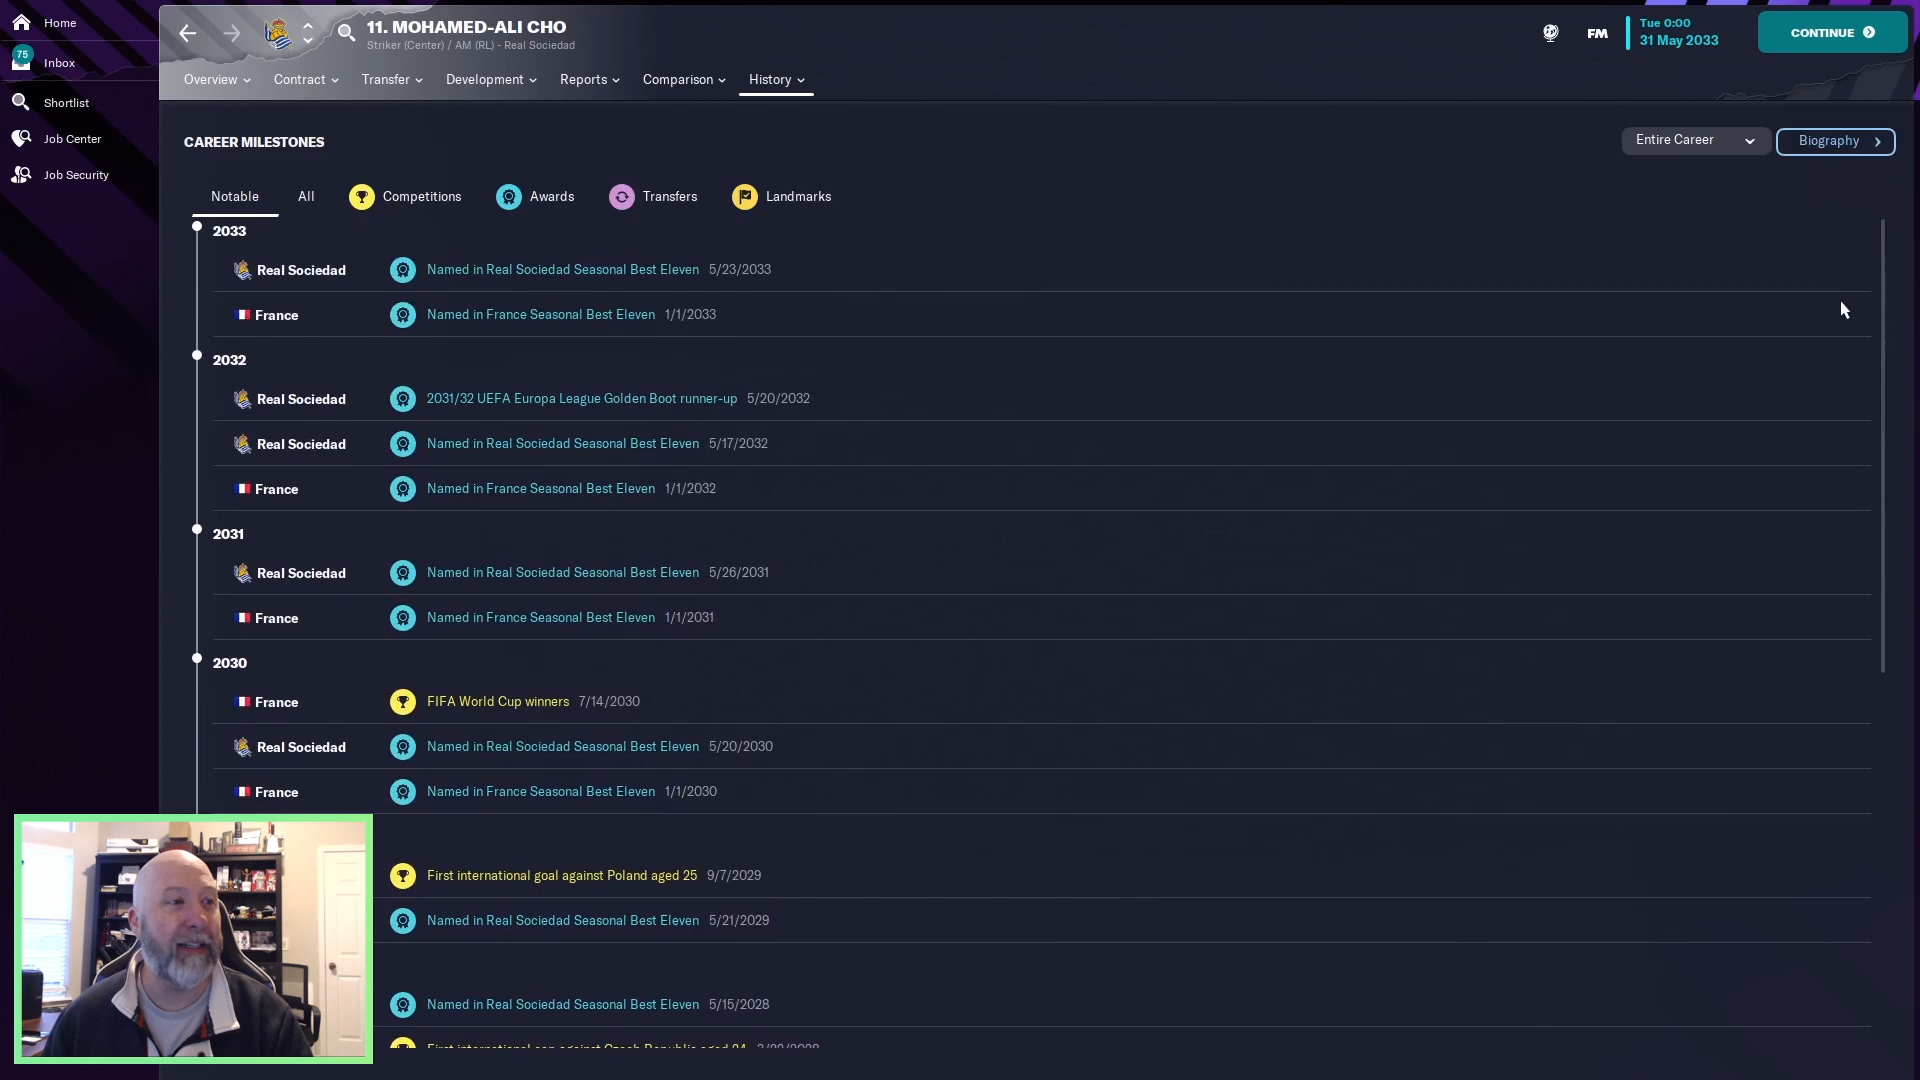 Home
75
Inbox
Shortlist
Job Center
Job Security
11. MOHAMED-ALI CHO
Striker (Center) / AM (RL) - Real Sociedad
FM
Tue 0:00
31 May 2033
CONTINUE
Overview
Contract
Transfer
Development
Reports
Comparison
History
CAREER MILESTONES
Entire Career
Biography
Notable
All
Competitions
Awards
Transfers
Landmarks
2033
Real Sociedad Named in Real Sociedad Seasonal Best Eleven 5/23/2033
France Named in France Seasonal Best Eleven 1/1/2033
2032
Real Sociedad 2031/32 UEFA Europa League Golden Boot runner-up 5/20/2032
Real Sociedad Named in Real Sociedad Seasonal Best Eleven 5/17/2032
France Named in France Seasonal Best Eleven 1/1/2032
2031
Real Sociedad Named in Real Sociedad Seasonal Best Eleven 5/26/2031
France Named in France Seasonal Best Eleven 1/1/2031
2030
France FIFA World Cup winners 7/14/2030
Real Sociedad Named in Real Sociedad Seasonal Best Eleven 5/20/2030
France Named in France Seasonal Best Eleven 1/1/2030
First international goal against Poland aged 25 9/7/2029
Named in Real Sociedad Seasonal Best Eleven 5/21/2029
Named in Real Sociedad Seasonal Best Eleven 5/15/2028
First international cap against Czech Republic aged 24